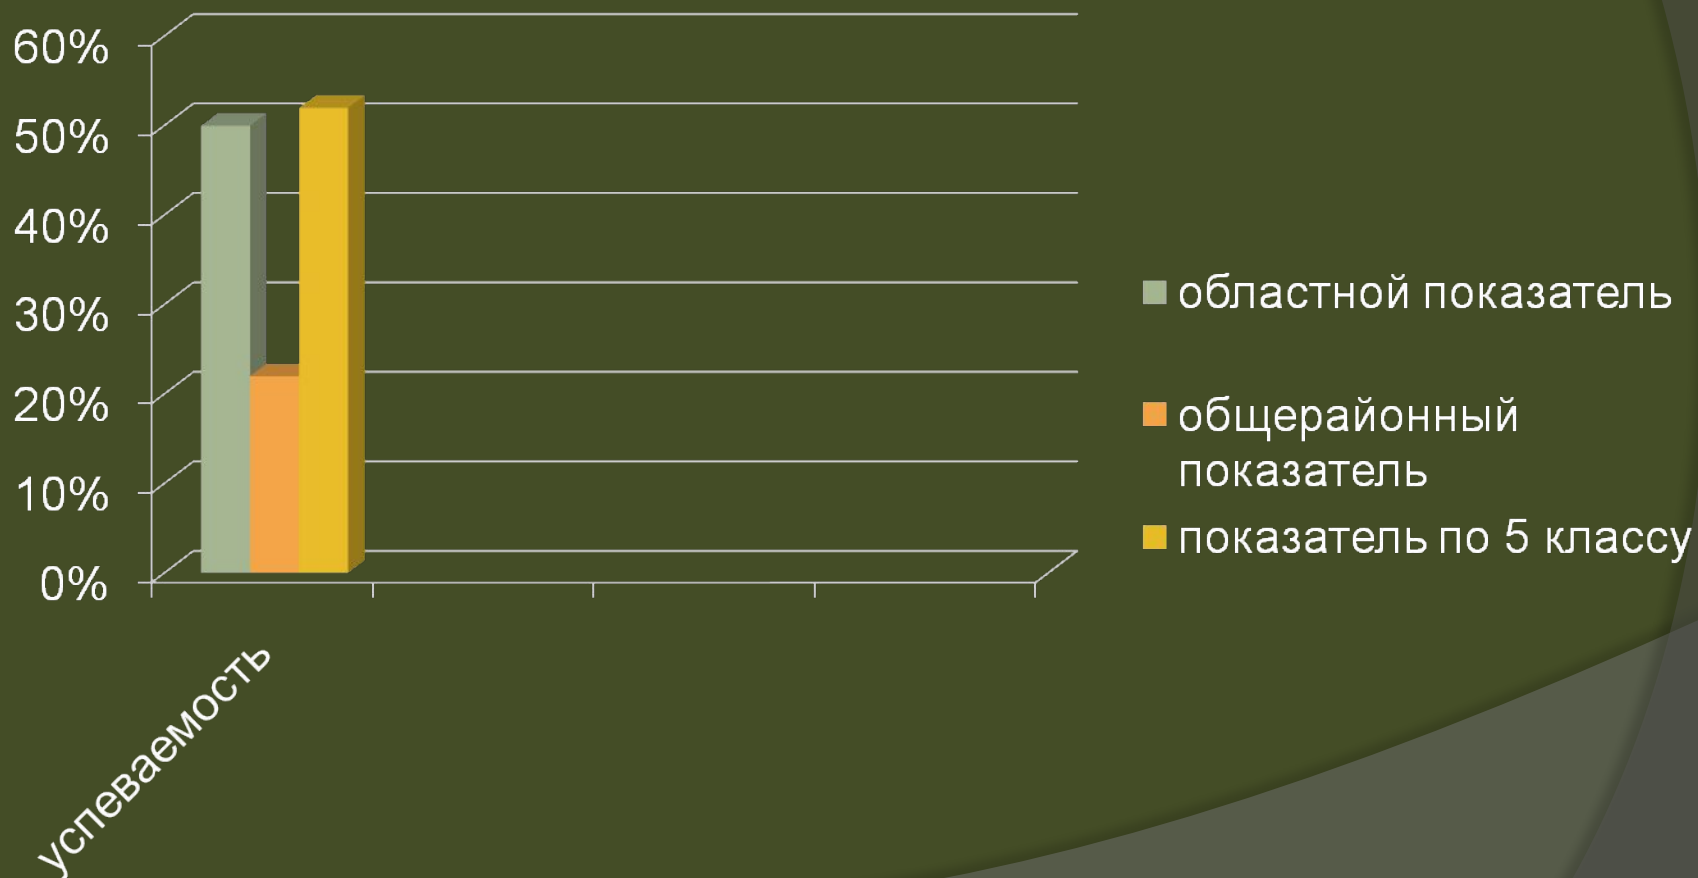 60%
50%
40%
30%
20%
10%
0%
успеваемость
областной показатель
общерайонный
показатель
показатель по 5 классу